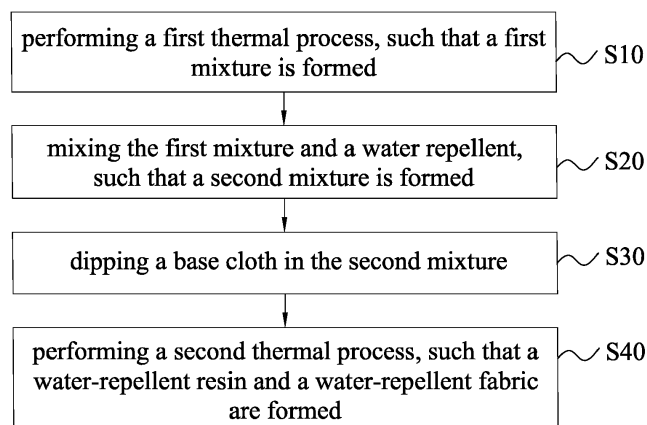 performing a first thermal process, such that a first
mixture is formed
S10
mixing the first mixture and a water repellent,
such that a second mixture is formed
S20
dipping a base cloth in the second mixture
S30
performing a second thermal process, such that a
water-repellent resin and a water-repellent fabric
are formed
S40